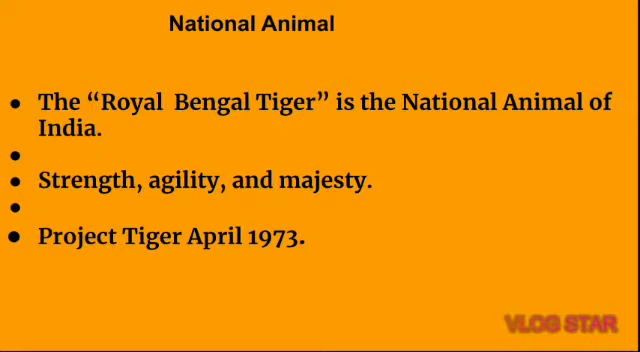 National Animal
● The “Royal  Bengal Tiger” is the National Animal of
India.
●
● Strength, agility, and majesty.
●
● Project Tiger April 1973.
VLOG STAR